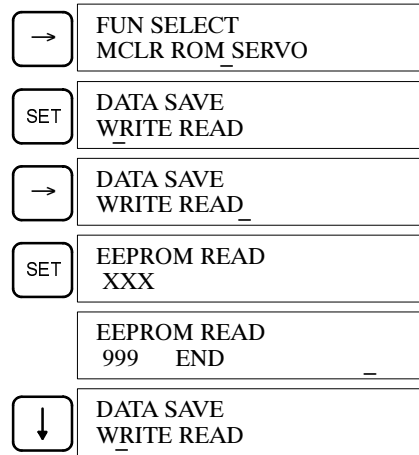 →
FUN SELECT
MCLR ROM SERVO
SET
DATA SAVE
WRITE READ
→
DATA SAVE
WRITE READ_
SET
EEPROM READ
XXX
EEPROM READ
999 END _
↓
DATA SAVE
WRITE READ